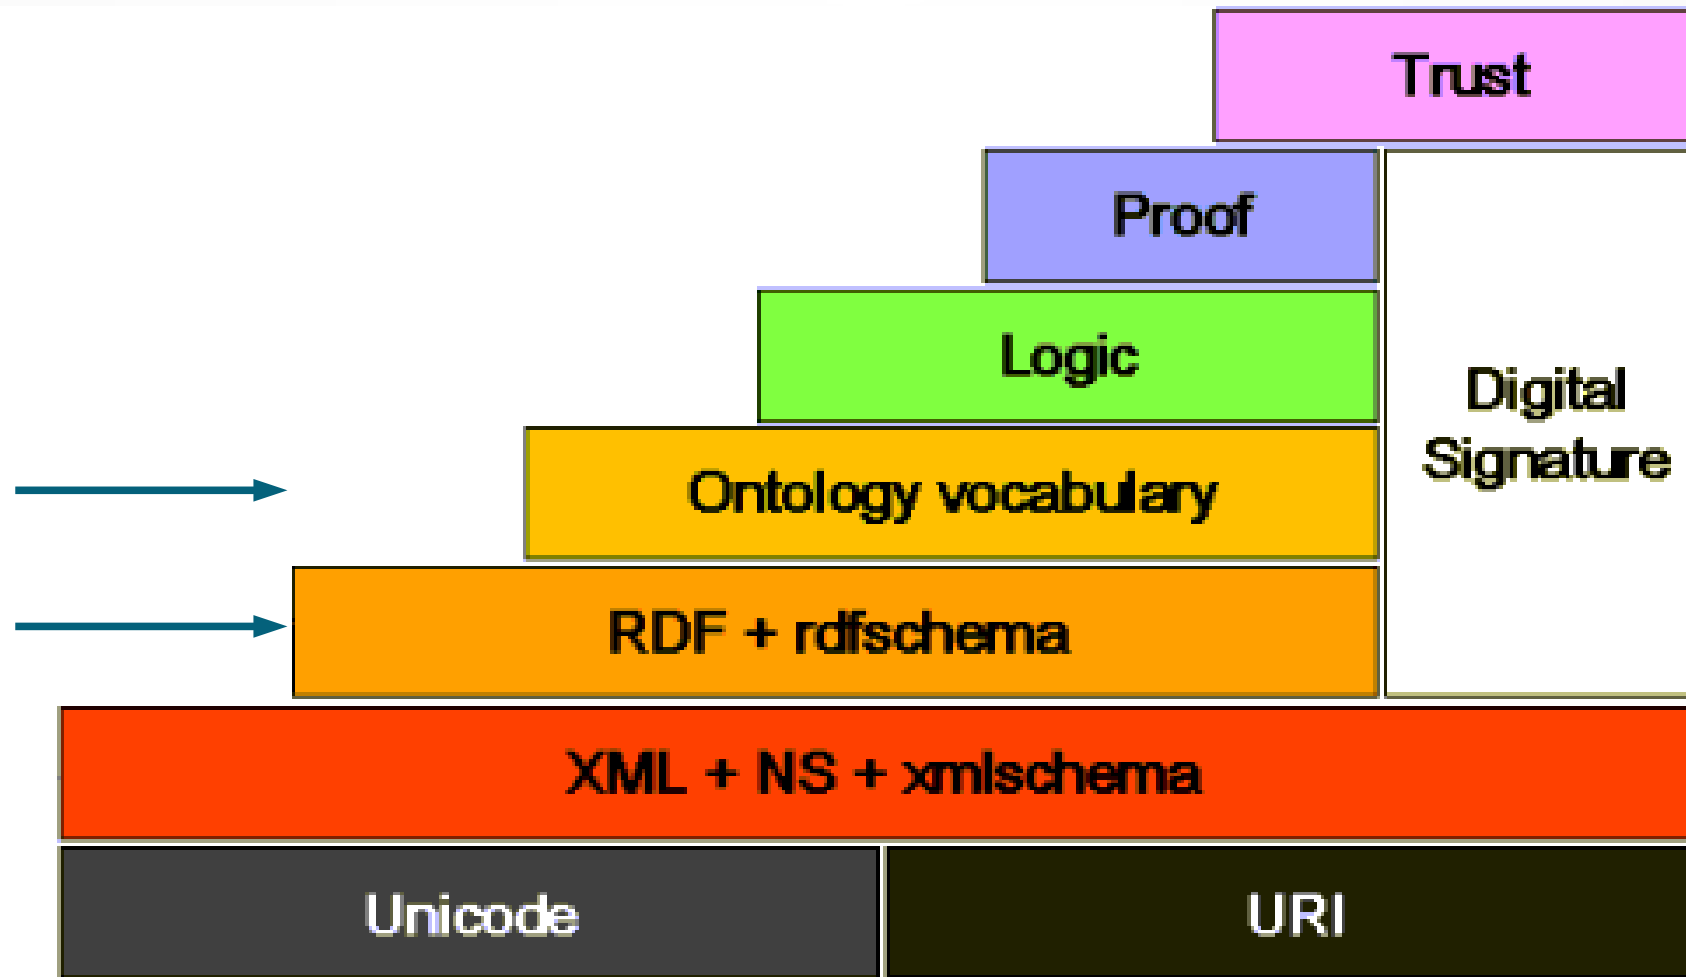 Trust
Proof
Logic
Digital
Signature
Ontology vocabulary
RDF + rdfschema
XML + NS + xmlschema
Unicode
URI